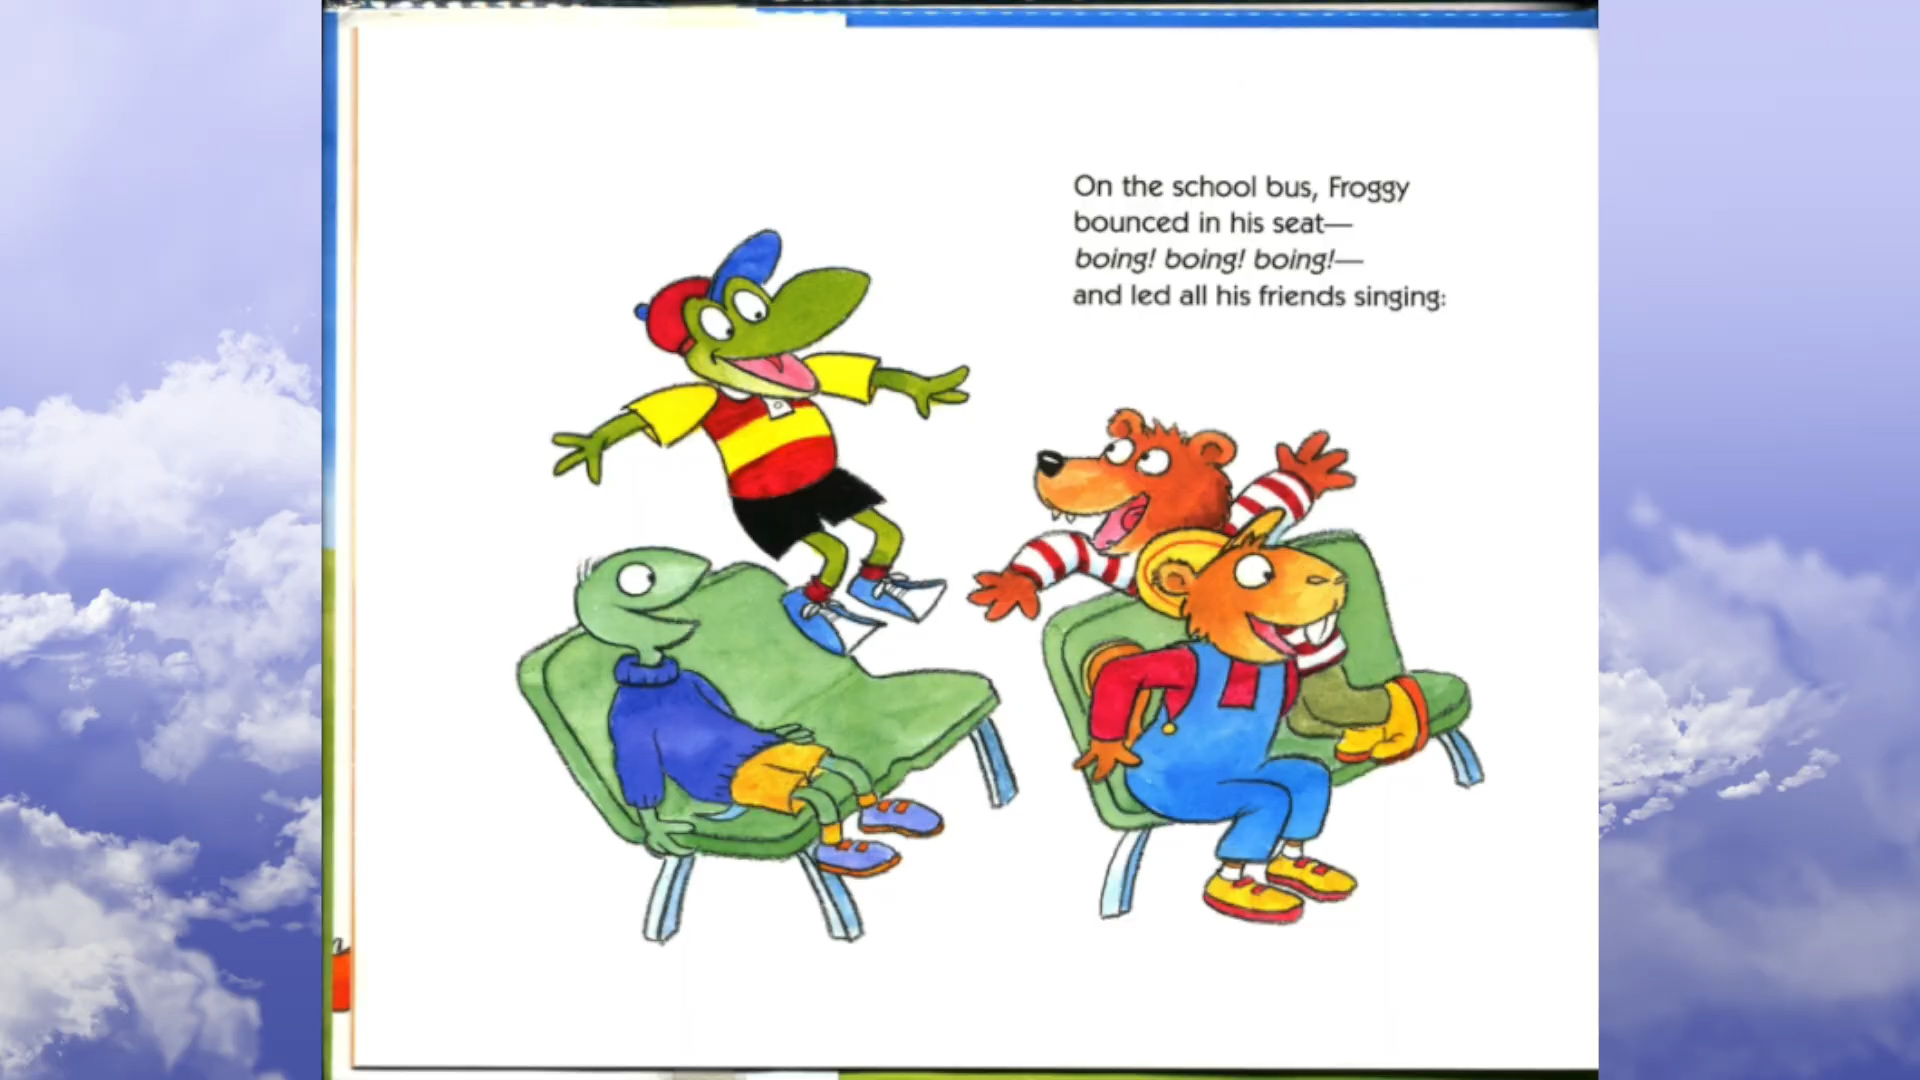 On the school bus, Froggy
bounced in his seat—
boing! boing! boing!—
and led all his friends singing: